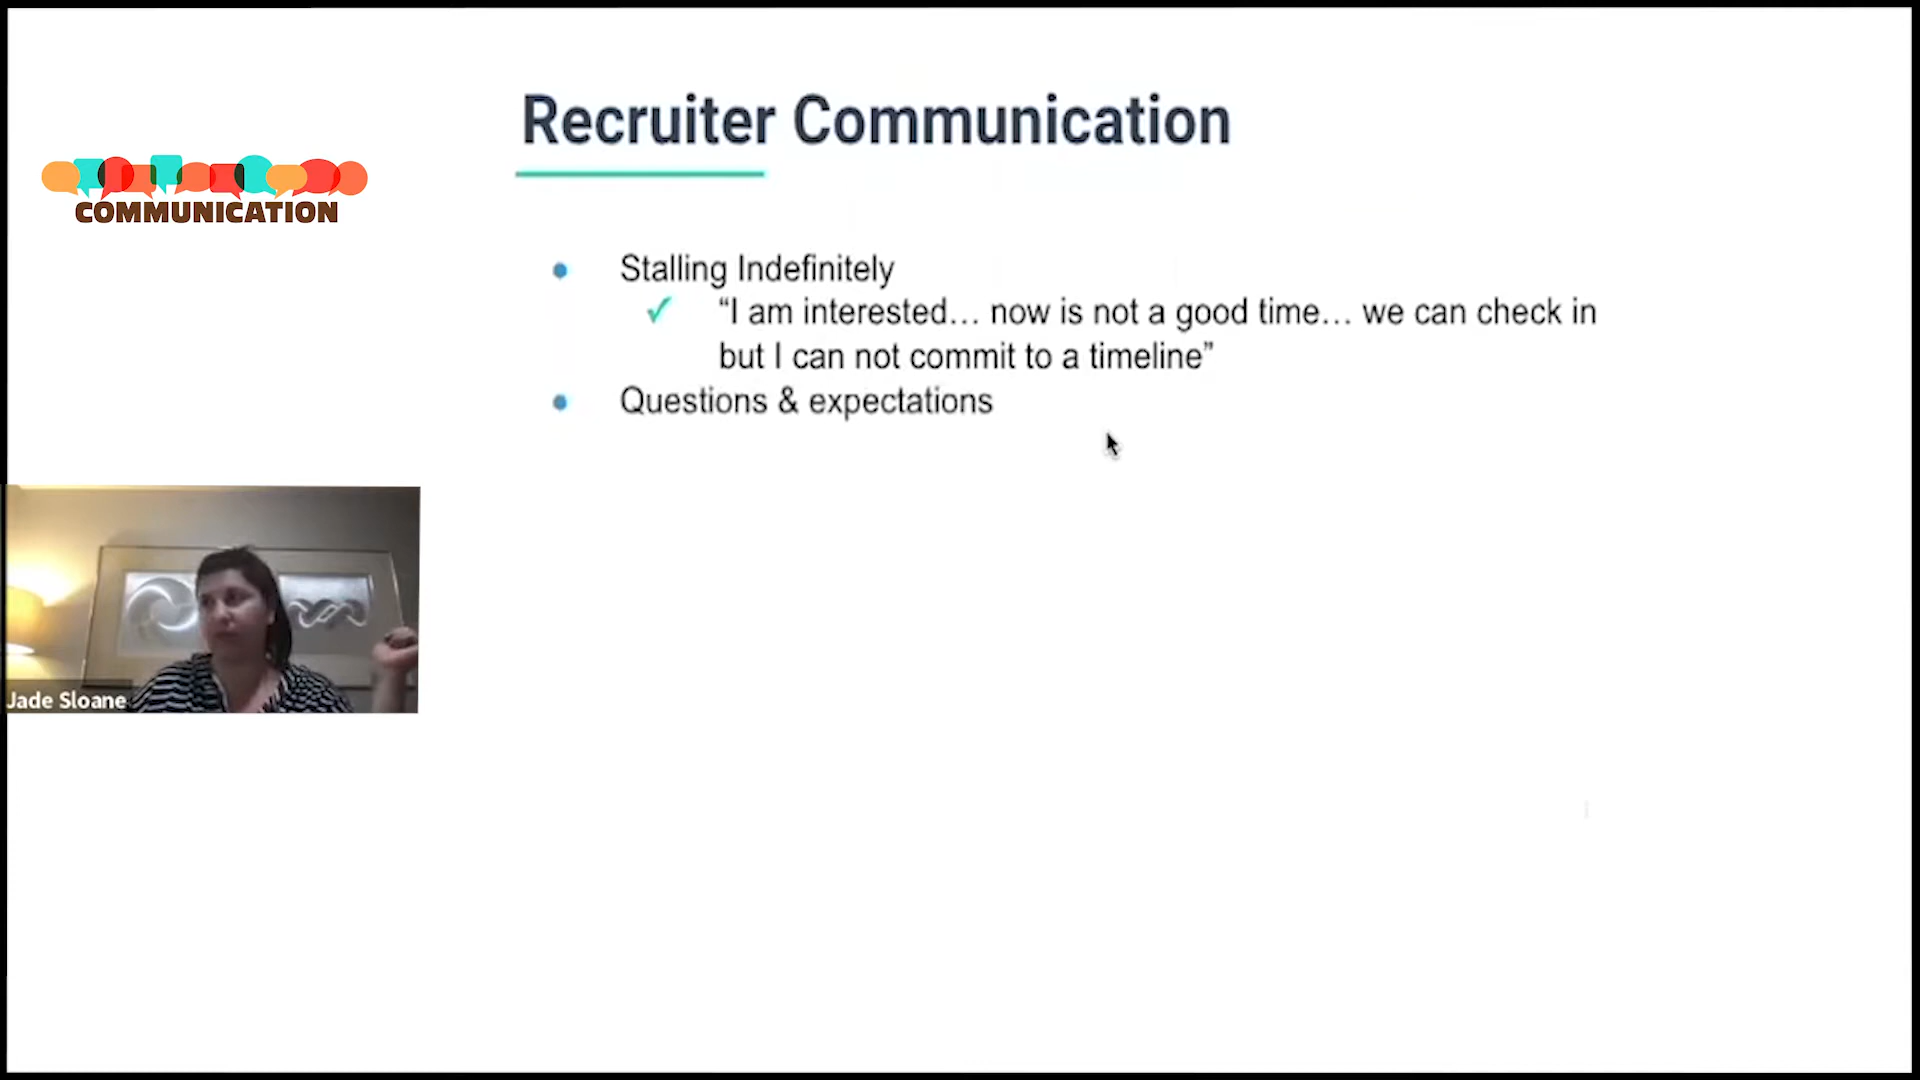 Recruiter Communication
COMMUNICATION
Stalling Indefinitely
“I am interested… now is not a good time… we can check in
but I can not commit to a timeline”
Questions & expectations
Jade Sloane